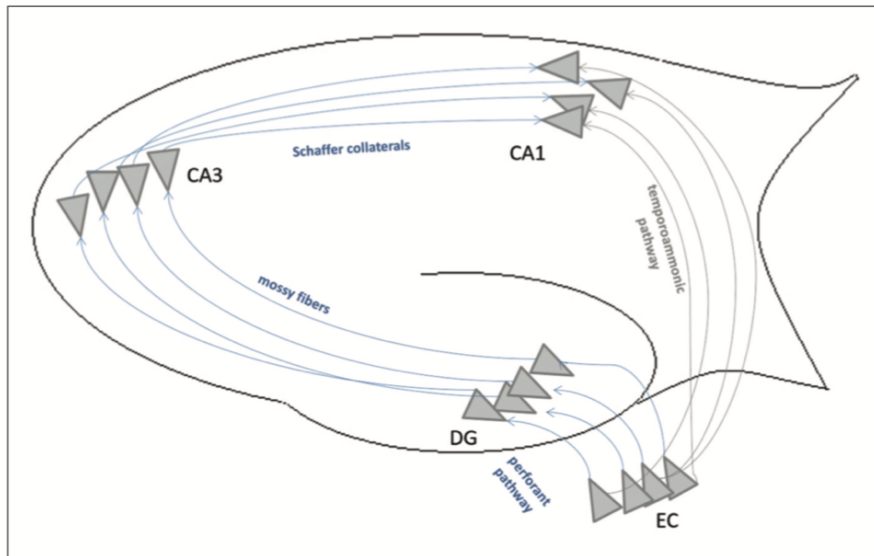 Schaffer collaterals
CA1
CA3
temporoammonic
pathway
mossy fibers
DG
perforant
pathway
EC